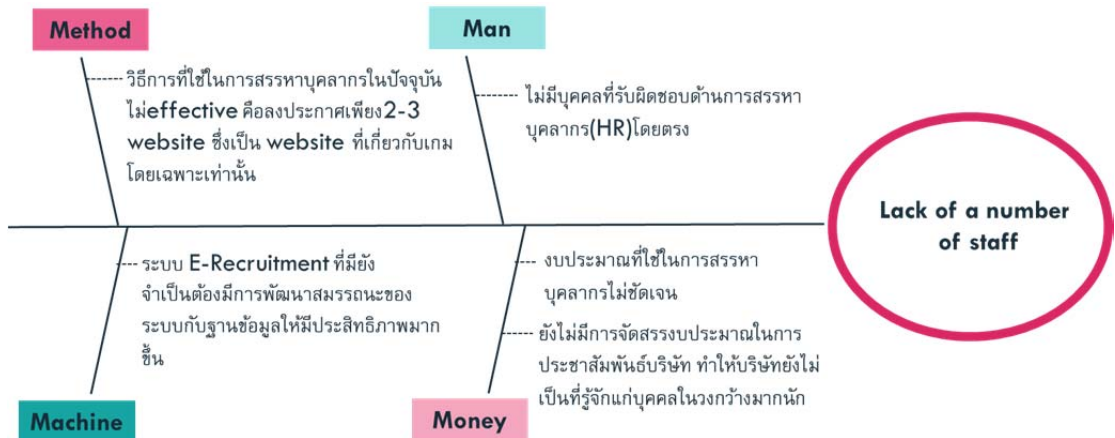 Method
วิธีการที่ใช้ในการสรรหาบุคลากรในปัจจุบัน
ไม่effective คือลงประกาศเพียง2-3
website ซึ่งเป็น website ที่เกี่ยวกับเกม
โดยเฉพาะเท่านั้น
Man
ไม่มีบุคคลที่รับผิดชอบด้านการสรรหา
บุคลากร(HR)โดยตรง
Lack of a number
of staff
ระบบ E-Recruitment ที่มียัง
จำเป็นต้องมีการพัฒนาสมรรถนะของ
ระบบกับฐานข้อมูลให้มีประสิทธิภาพมาก
ขึ้น
Machine
งบประมาณที่ใช้ในการสรรหา
บุคลากรไม่ชัดเจน
ยังไม่มีการจัดสรรงบประมาณในการ
ประชาสัมพันธ์บริษัท ทำให้บริษัทยังไม่
เป็นที่รู้จักแก่บุคคลในวงกว้างมากนัก
Money